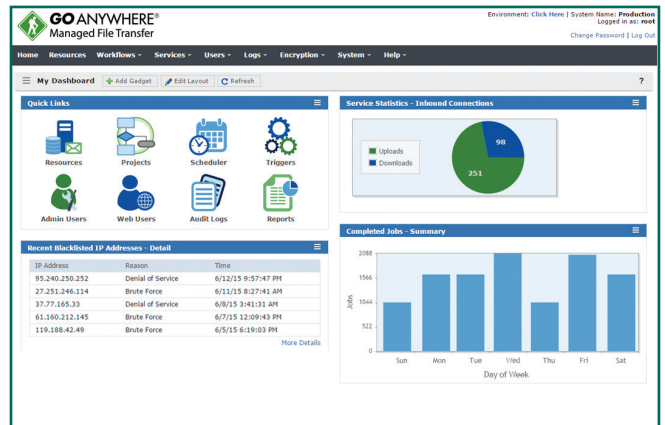 GO ANYWHERE®
Managed File Transfer
Environment: Click Here | System Name: Production
Logged in as: root
Change Password | Log Out
Home Resources Workflows Services Users Logs Encryption System Help
My Dashboard Add Gadget Edit Layout Refresh ?
Quick Links
Resources Projects Scheduler Triggers
Admin Users Web Users Audit Logs Reports
Recent Blacklisted IP Addresses - Detail
IP Address Reason Time
95.240.250.252 Denial of Service 6/12/15 9:57:47 PM
27.251.246.114 Brute Force 6/11/15 8:27:41 AM
37.77.165.33 Denial of Service 6/8/15 3:41:31 AM
61.160.212.145 Brute Force 6/7/15 12:09:43 PM
119.188.42.49 Brute Force 6/5/15 6:19:03 PM
More Details
Service Statistics - Inbound Connections
Uploads
Downloads
98
251
Completed Jobs - Summary
2088
1566
1044
522
0
Jobs
Sun Mon Tue Wed Thu Fri Sat
Day of Week